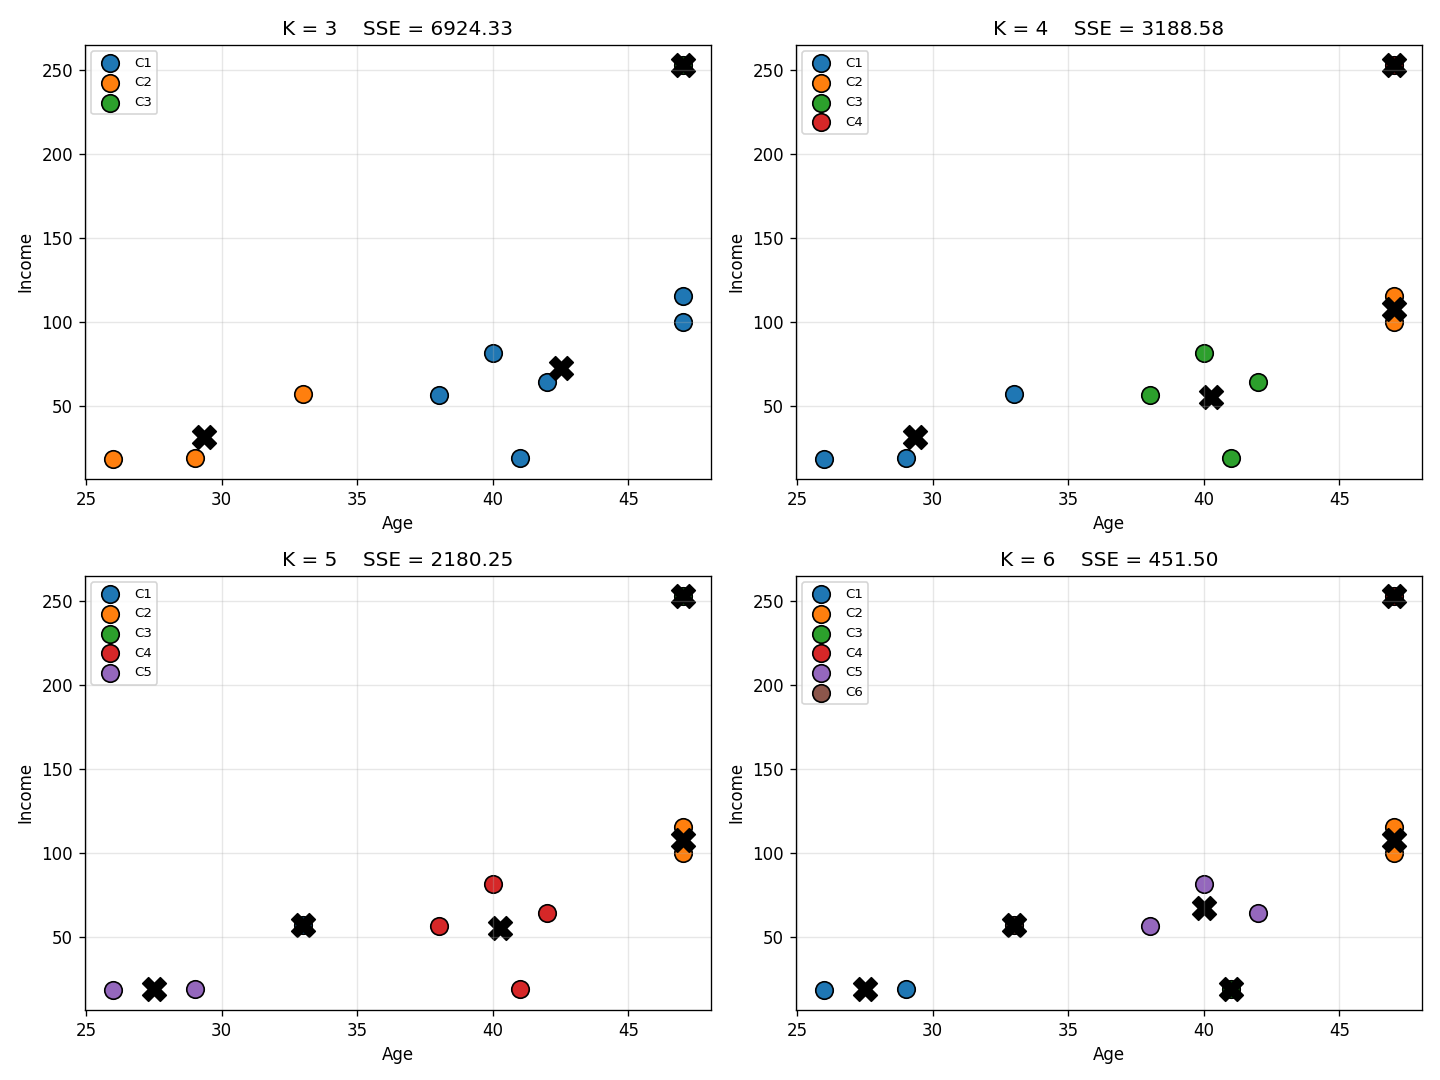 K = 3    SSE = 6924.33
250
200
150
100
50
Income
C1
C2
C3
25
30
35
40
45
Age
K = 4    SSE = 3188.58
250
200
150
100
50
Income
C1
C2
C3
C4
25
30
35
40
45
Age
K = 5    SSE = 2180.25
250
200
150
100
50
Income
C1
C2
C3
C4
C5
25
30
35
40
45
Age
K = 6    SSE = 451.50
250
200
150
100
50
Income
C1
C2
C3
C4
C5
C6
25
30
35
40
45
Age